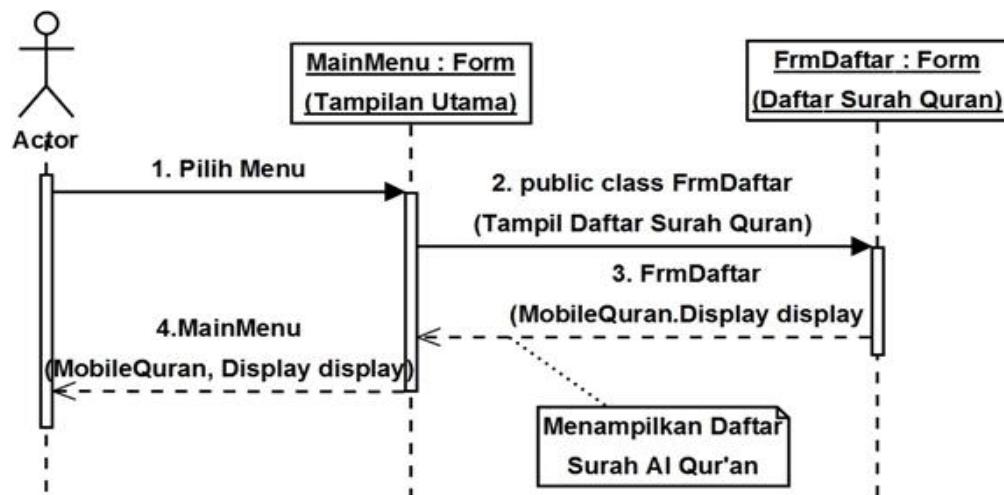 MainMenu : Form
(Tampilan Utama)
FrmDaftar : Form
(Daftar Surah Quran)
Actor
1. Pilih Menu
2. public class FrmDaftar
(Tampil Daftar Surah Quran)
3. FrmDaftar
(MobileQuran.Display display
4.MainMenu
(MobileQuran, Display display)
Menampilkan Daftar
Surah Al Qur'an